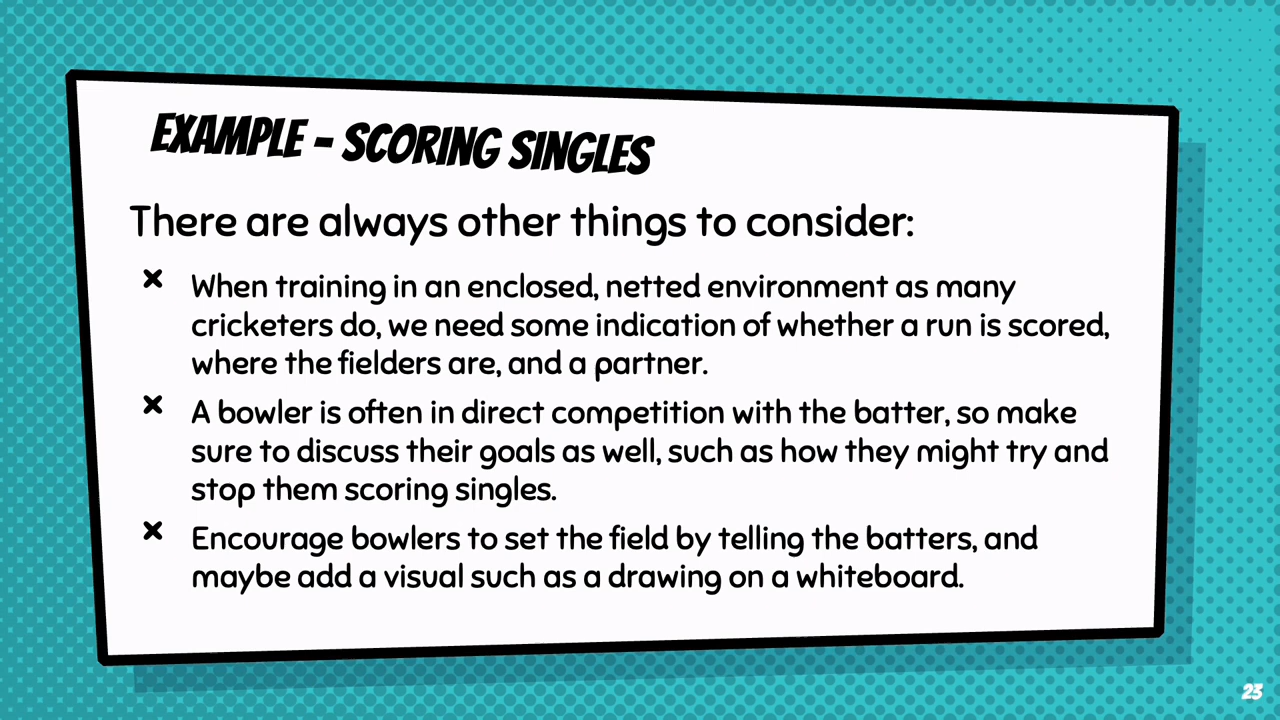 EXAMPLE - SCORING SINGLES
There are always other things to consider:
When training in an enclosed, netted environment as many
cricketers do, we need some indication of whether a run is scored,
where the fielders are, and a partner.
A bowler is often in direct competition with the batter, so make
sure to discuss their goals as well, such as how they might try and
stop them scoring singles.
Encourage bowlers to set the field by telling the batters, and
maybe add a visual such as a drawing on a whiteboard.
23